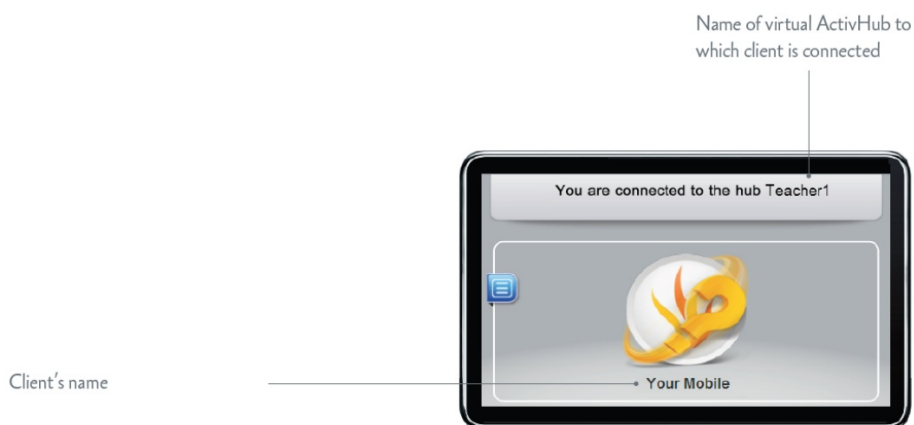 Name of virtual ActivHub to
which client is connected
You are connected to the hub Teacher1
Your Mobile
Client's name